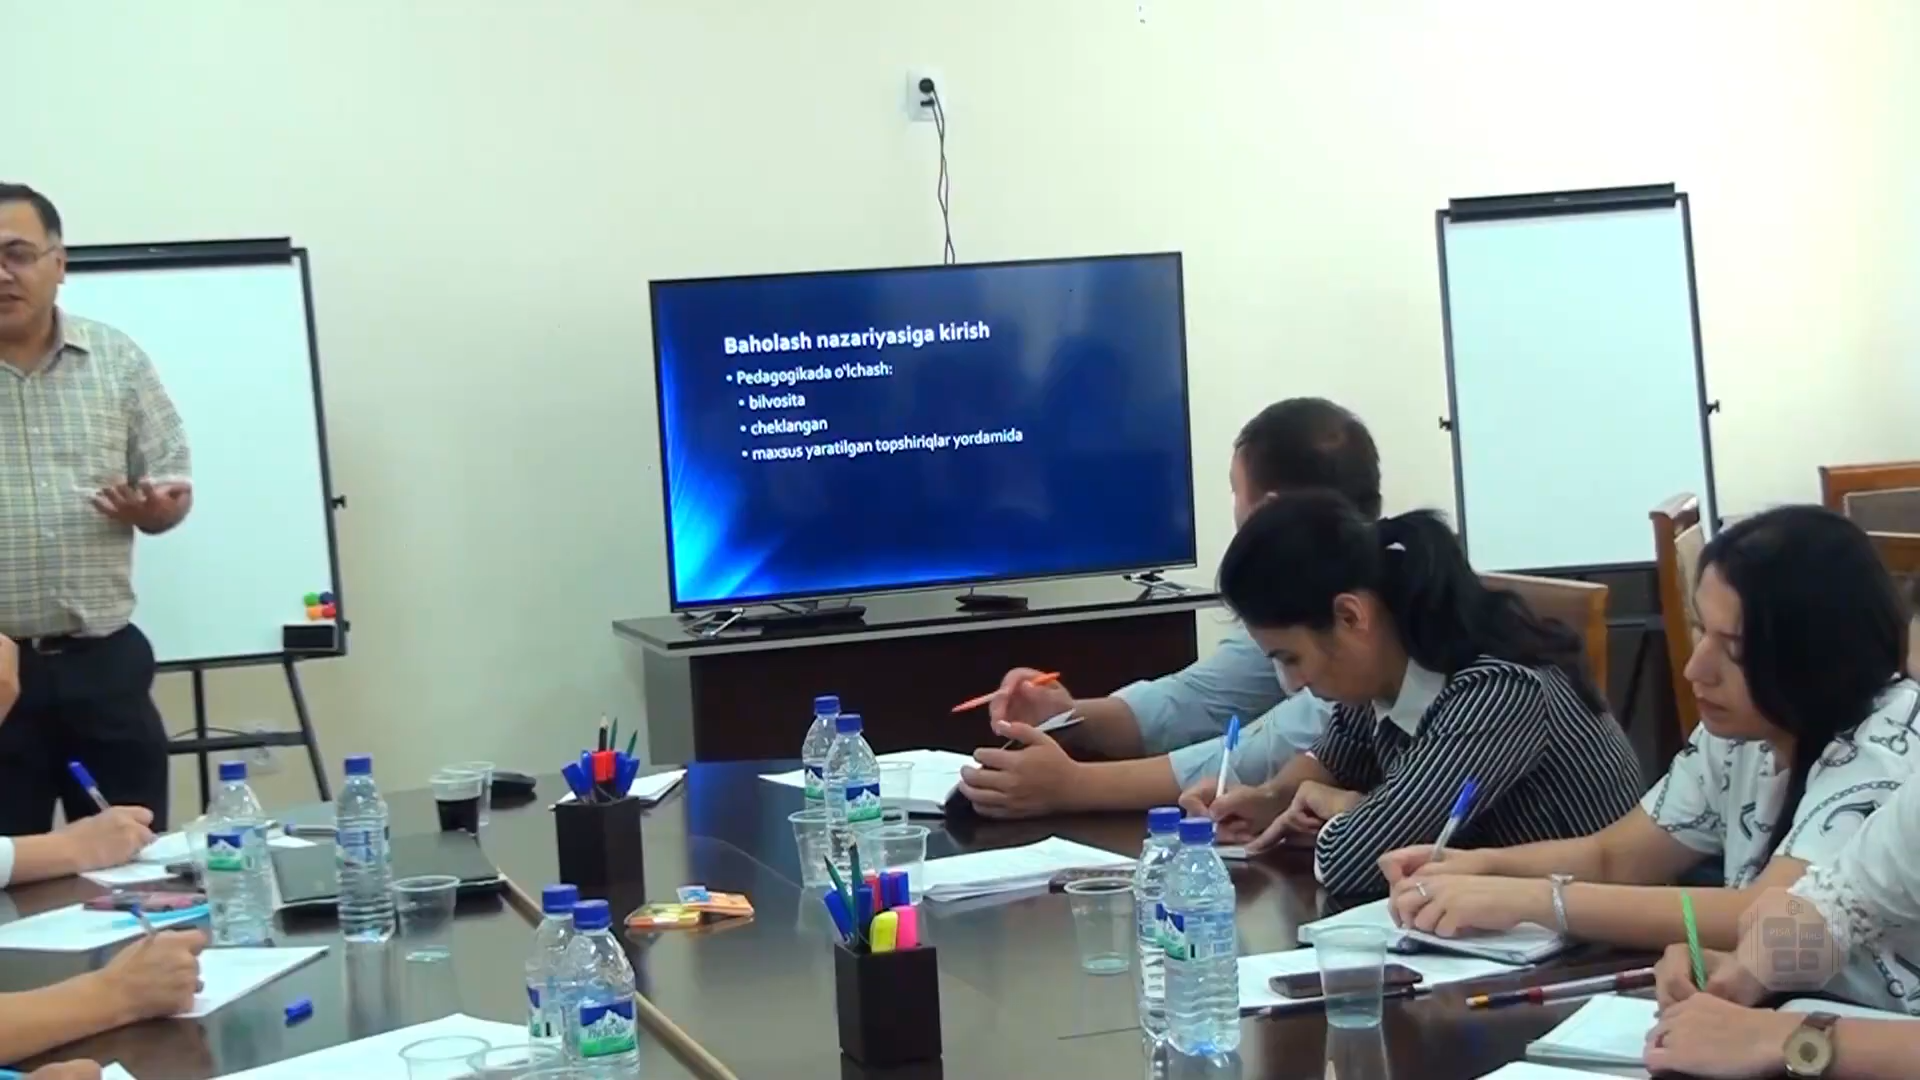 Baholash nazariyasiga kirish
• Pedagogikada o'lchash:
• bilvosita
• cheklangan
• maxsus yaratilgan topshiriqlar yordamida